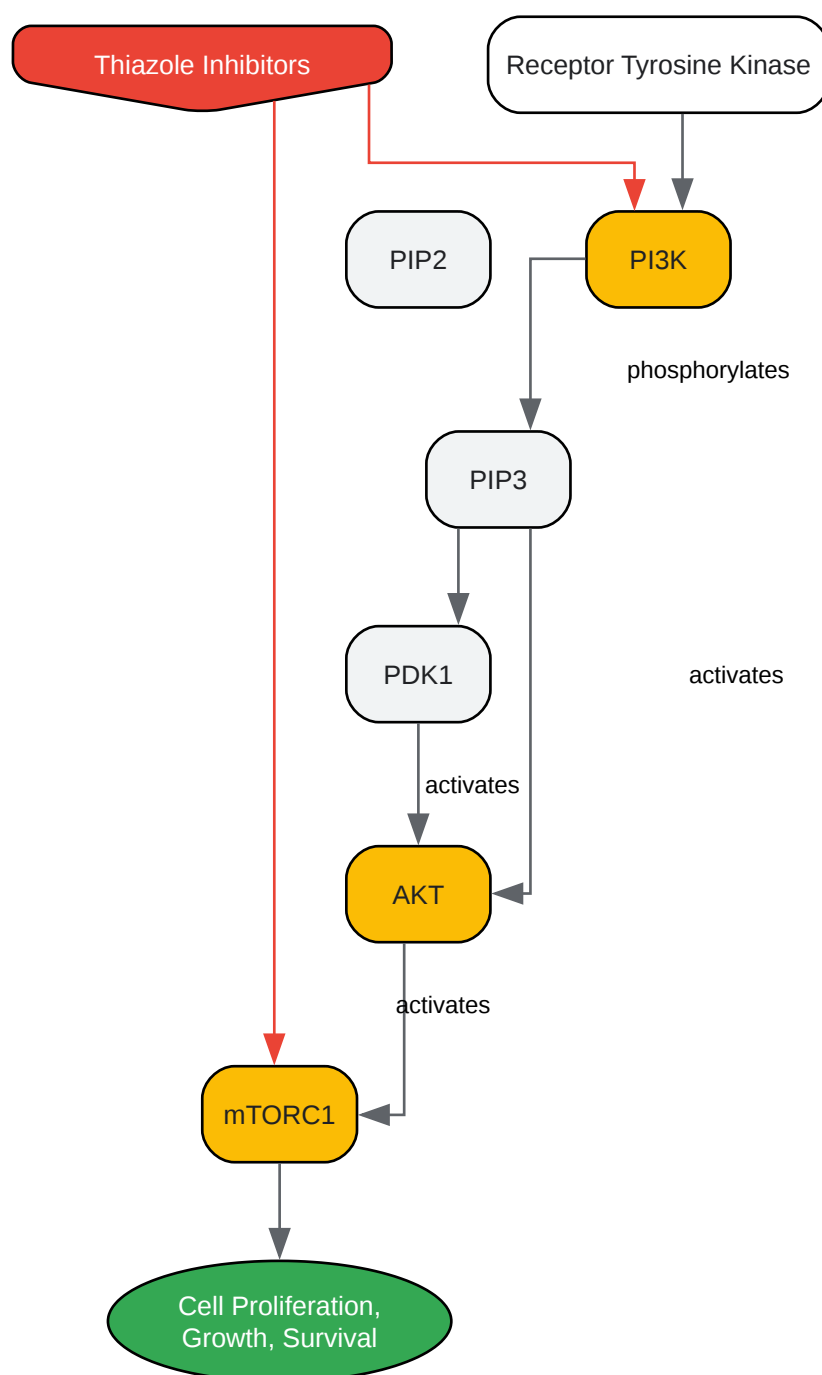 Thiazole Inhibitors
Receptor Tyrosine Kinase
PIP2
PI3K
phosphorylates
PIP3
PDK1
activates
activates
AKT
activates
mTORC1
Cell Proliferation,
Growth, Survival